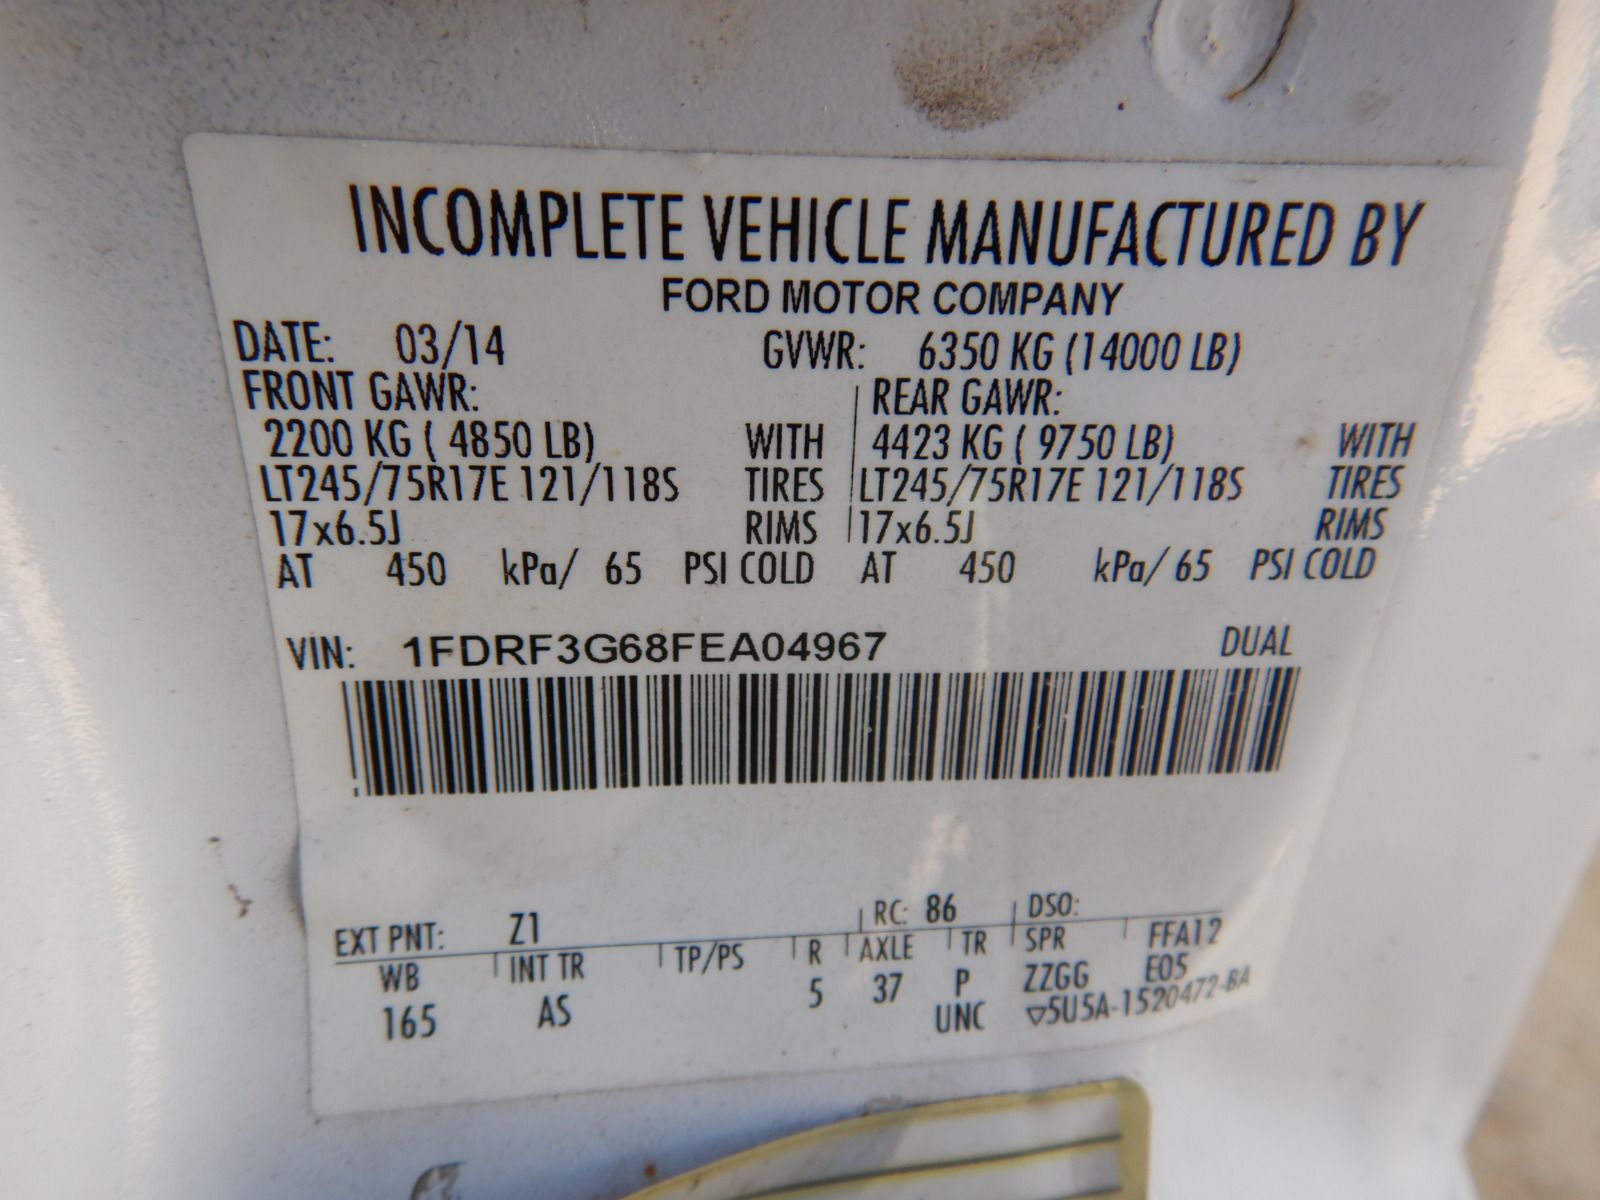 INCOMPLETE VEHICLE MANUFACTURED BY
FORD MOTOR COMPANY
DATE: 03/14 GVWR: 6350 KG (14000 LB)
FRONT GAWR: REAR GAWR:
2200 KG ( 4850 LB) WITH 4423 KG ( 9750 LB) WITH
LT245/75R17E 121/118S TIRES LT245/75R17E 121/118S TIRES
17x6.5J RIMS 17x6.5J RIMS
AT 450 kPa/ 65 PSI COLD AT 450 kPa/ 65 PSI COLD
VIN: 1FDRF3G68FEA04967 DUAL
EXT PNT: Z1 RC: 86 DSO:
WB INT TR TP/PS R AXLE TR SPR FFA12
165 AS 5 37 P ZZGG E05
UNC ▽5U5A-1520472-BA